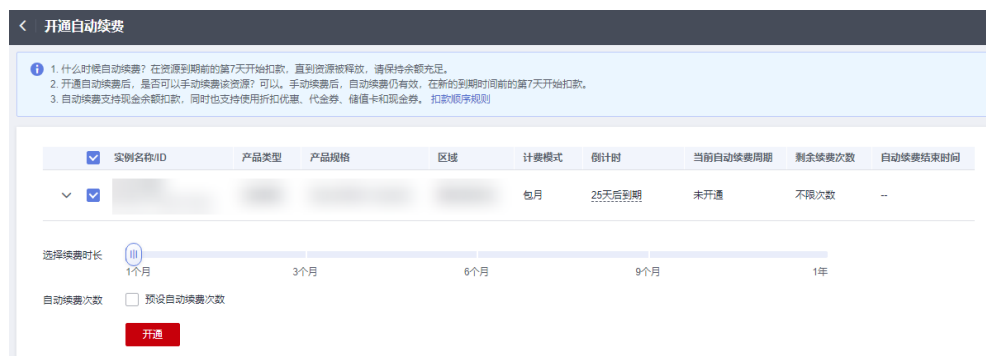 开通自动续费
1. 什么时候自动续费？在资源到期前的第7天开始扣款，直到资源被释放，请保持余额充足。
2. 开通自动续费后，是否可以手动续费该资源？可以。手动续费后，自动续费仍有效，在新的到期时间前的第7天开始扣款。
3. 自动续费支持现金余额扣款，同时也支持使用折扣优惠、代金券、储值卡和现金券。 扣款顺序规则
实例名称/ID 产品类型 产品规格 区域 计费模式 倒计时 当前自动续费周期 剩余续费次数 自动续费结束时间
包月 25天后到期 未开通 不限次数 --
选择续费时长
1个月 3个月 6个月 9个月 1年
自动续费次数 预设自动续费次数
开通